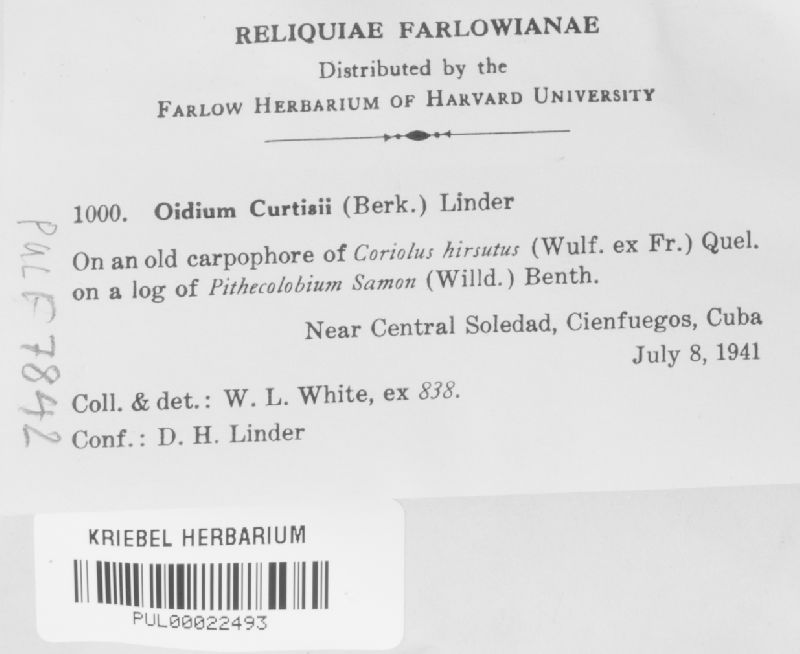 RELIQUIAE FARLOWIANAE
Distributed by the
FARLOW HERBARIUM OF HARVARD UNIVERSITY
1000. Oidium Curtisii (Berk.) Linder
On an old carpophore of Coriolus hirsutus (Wulf. ex Fr.) Quel.
on a log of Pithecolobium Samon (Willd.) Benth.
Near Central Soledad, Cienfuegos, Cuba
July 8, 1941
Coll. & det.: W. L. White, ex 838.
Conf.: D. H. Linder
PUL F 7842
KRIEBEL HERBARIUM
PUL00022493